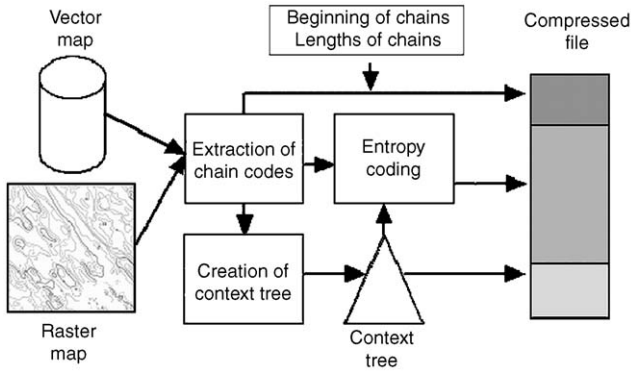 Vector
map
Beginning of chains
Lengths of chains
Compressed
file
Extraction of
chain codes
Entropy
coding
Creation of
context tree
Raster
map
Context
tree